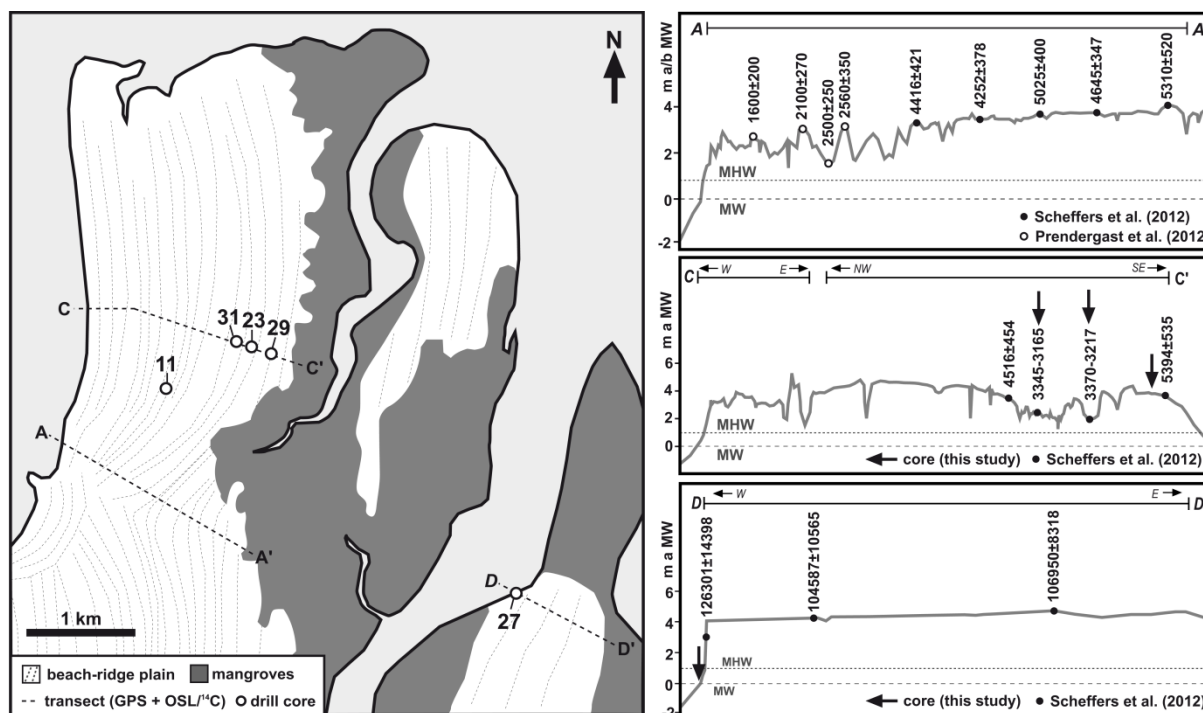 N
C
31 23 29
C'
11
A
A'
D
27
D'
1 km
beach-ridge plain mangroves
transect (GPS + OSL/¹⁴C) drill core
A A
m a/b MW
4
2
0
-2
1600±200
2100±270
2500±250
2560±350
4416±421
4252±378
5025±400
4645±347
5310±520
MHW
MW
Scheffers et al. (2012)
Prendergast et al. (2012
C W E NW SE C'
m a MW
6
4
2
0
4516±454
3345-3165
3370-3217
5394±535
MHW
MW
core (this study) Scheffers et al. (2012)
D W E D
m a MW
6
4
2
0
-2
126301±14398
104587±10565
106950±8318
MHW
MW
core (this study) Scheffers et al. (2012)